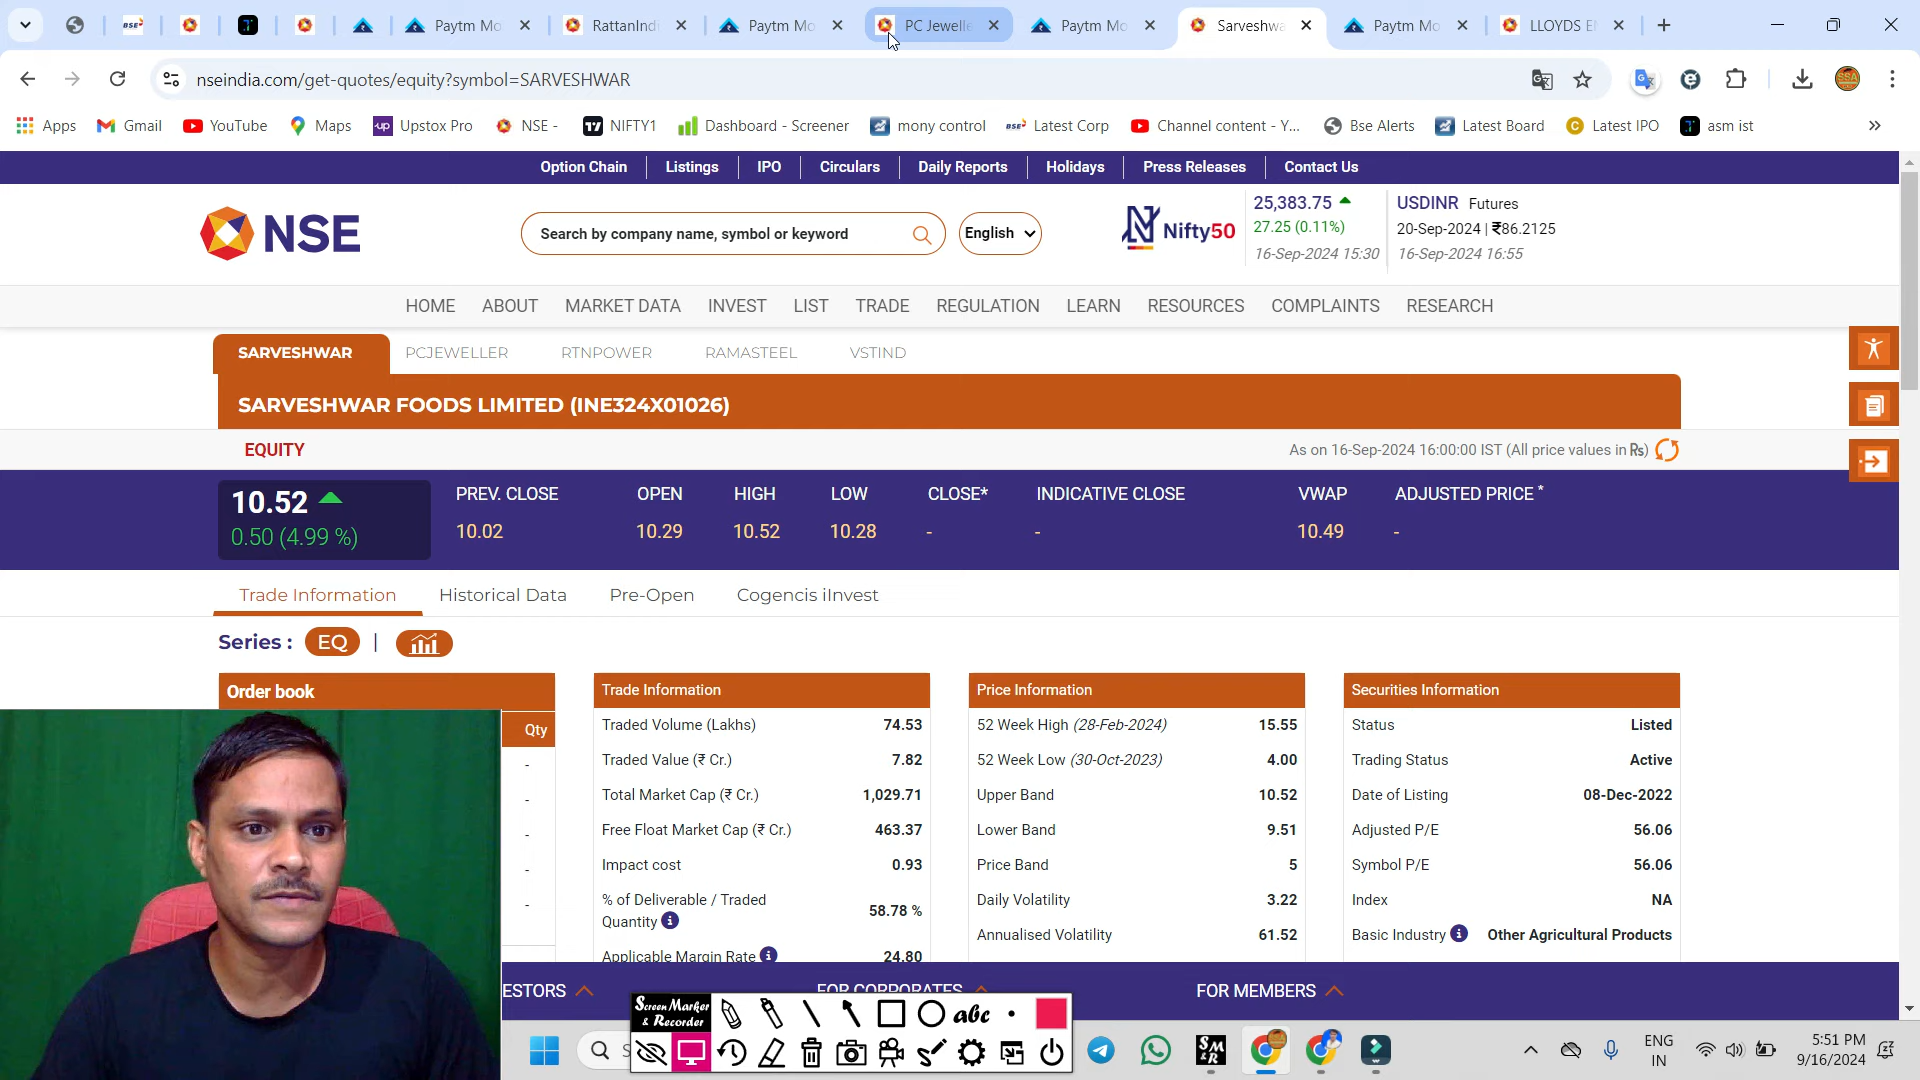 Paytm Mo
RattanIndi
Paytm Mo
PC Jewelle
Paytm Mo
Sarveshwa
Paytm Mo
LLOYDS E
nseindia.com/get-quotes/equity?symbol=SARVESHWAR
Apps
Gmail
YouTube
Maps
up Upstox Pro
NSE -
NIFTY1
Dashboard - Screener
mony control
BSE Latest Corp
Channel content - Y...
Bse Alerts
Latest Board
Latest IPO
asm ist
Option Chain
Listings
IPO
Circulars
Daily Reports
Holidays
Press Releases
Contact Us
NSE
Search by company name, symbol or keyword
English
Nifty50
25,383.75
27.25 (0.11%)
16-Sep-2024 15:30
USDINR Futures
20-Sep-2024 | ₹86.2125
16-Sep-2024 16:55
HOME
ABOUT
MARKET DATA
INVEST
LIST
TRADE
REGULATION
LEARN
RESOURCES
COMPLAINTS
RESEARCH
SARVESHWAR
PCJEWELLER
RTNPOWER
RAMASTEEL
VSTIND
SARVESHWAR FOODS LIMITED (INE324X01026)
EQUITY
As on 16-Sep-2024 16:00:00 IST (All price values in Rs)
10.52
0.50 (4.99 %)
PREV. CLOSE
OPEN
HIGH
LOW
CLOSE*
INDICATIVE CLOSE
VWAP
ADJUSTED PRICE *
10.02
10.29
10.52
10.28
-
-
10.49
-
Trade Information
Historical Data
Pre-Open
Cogencis iInvest
Series :
EQ
|
Order book
Qty
-
-
-
-
-
Trade Information
Traded Volume (Lakhs) 74.53
Traded Value (₹ Cr.) 7.82
Total Market Cap (₹ Cr.) 1,029.71
Free Float Market Cap (₹ Cr.) 463.37
Impact cost 0.93
% of Deliverable / Traded
Quantity 58.78 %
Applicable Margin Rate 24.80
Price Information
52 Week High (28-Feb-2024) 15.55
52 Week Low (30-Oct-2023) 4.00
Upper Band 10.52
Lower Band 9.51
Price Band 5
Daily Volatility 3.22
Annualised Volatility 61.52
Securities Information
Status Listed
Trading Status Active
Date of Listing 08-Dec-2022
Adjusted P/E 56.06
Symbol P/E 56.06
Index NA
Basic Industry Other Agricultural Products
ESTORS
FOR CORPORATES
FOR MEMBERS
Screen Marker
& Recorder
abc
S
SM
&R
ENG
IN
5:51 PM
9/16/2024